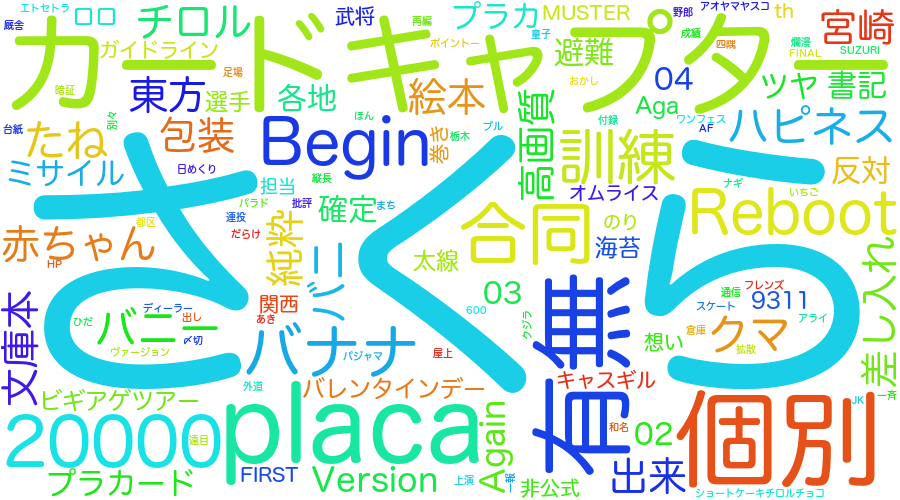 エトセトラ
厩舎
ロロ
チロル
武将
再編
プラカ
童子
MUSTER
野郎
th
アオヤマヤスコ
成績
四隅
爛漫
FINAL
宮崎
SUZURI
カードキャプター
ガイドライン
ポイントー
避難
足場
おかし
04
ツヤ
書記
暗証
東方
選手
各地
絵本
高画質
Aga
台紙
別々
ほん
付録
ワンフェス
AF
たね
包装
Begin
巻き
栃木
ブル
訓練
ハピネス
ミサイル
日めくり
縦長
担当
パラド
批評
まち
オムライス
ナギ
いちご
反対
さくら
都区
連投
確定
Reboot
赤ちゃん
だらけ
純粋
合同
のり
海苔
太線
HP
差し入れ
文庫本
ディーラー
出し
関西
あき
ツバー
03
通信
フレンズ
スケート
9311
アライ
ひだ
バニー
〆切
600
クジラ
想い
倉庫
クマ
拡散
ヴァージョン
バナナ
パジャマ
屋上
有無
外道
バレンタインデー
キャスギル
一斉
ビギアゲツアー
JK
placa
Again
和名
個別
20000
遠目
02
プラカード
FIRST
Version
上演
一報
非公式
出来
ショートケーキチロルチョコ